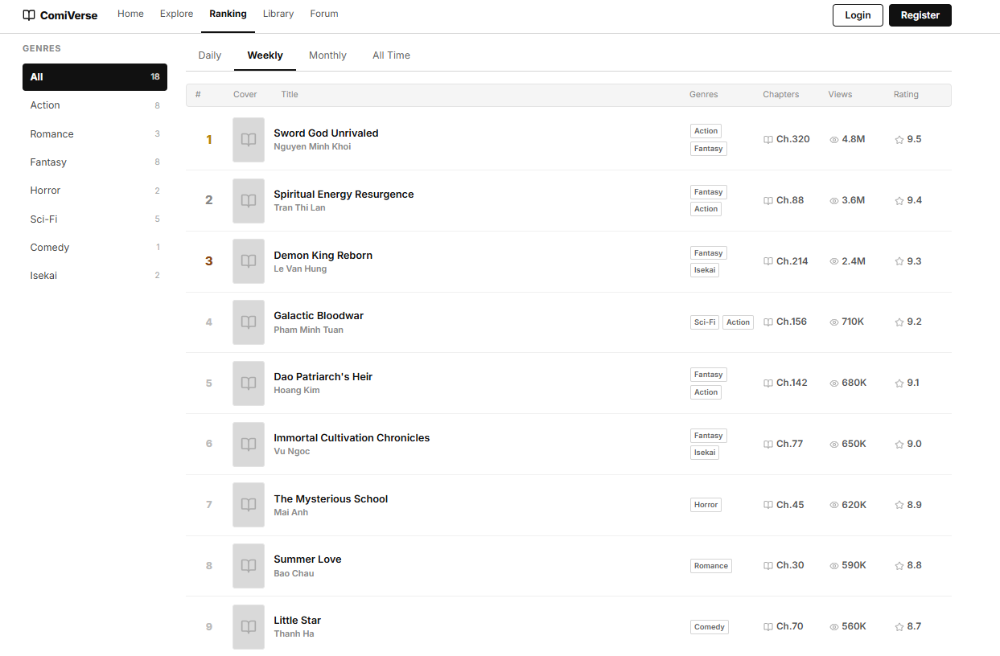 ComiVerse Home Explore Ranking Library Forum Login Register
GENRES
All 18
Action 8
Romance 3
Fantasy 8
Horror 2
Sci-Fi 5
Comedy 1
Isekai 2
Daily Weekly Monthly All Time
# Cover Title Genres Chapters Views Rating
1 Sword God Unrivaled
Nguyen Minh Khoi
Action
Fantasy
Ch.320 4.8M 9.5
2 Spiritual Energy Resurgence
Tran Thi Lan
Fantasy
Action
Ch.88 3.6M 9.4
3 Demon King Reborn
Le Van Hung
Fantasy
Isekai
Ch.214 2.4M 9.3
4 Galactic Bloodwar
Pham Minh Tuan
Sci-Fi Action
Ch.156 710K 9.2
5 Dao Patriarch's Heir
Hoang Kim
Fantasy
Action
Ch.142 680K 9.1
6 Immortal Cultivation Chronicles
Vu Ngoc
Fantasy
Isekai
Ch.77 650K 9.0
7 The Mysterious School
Mai Anh
Horror
Ch.45 620K 8.9
8 Summer Love
Bao Chau
Romance
Ch.30 590K 8.8
9 Little Star
Thanh Ha
Comedy
Ch.70 560K 8.7